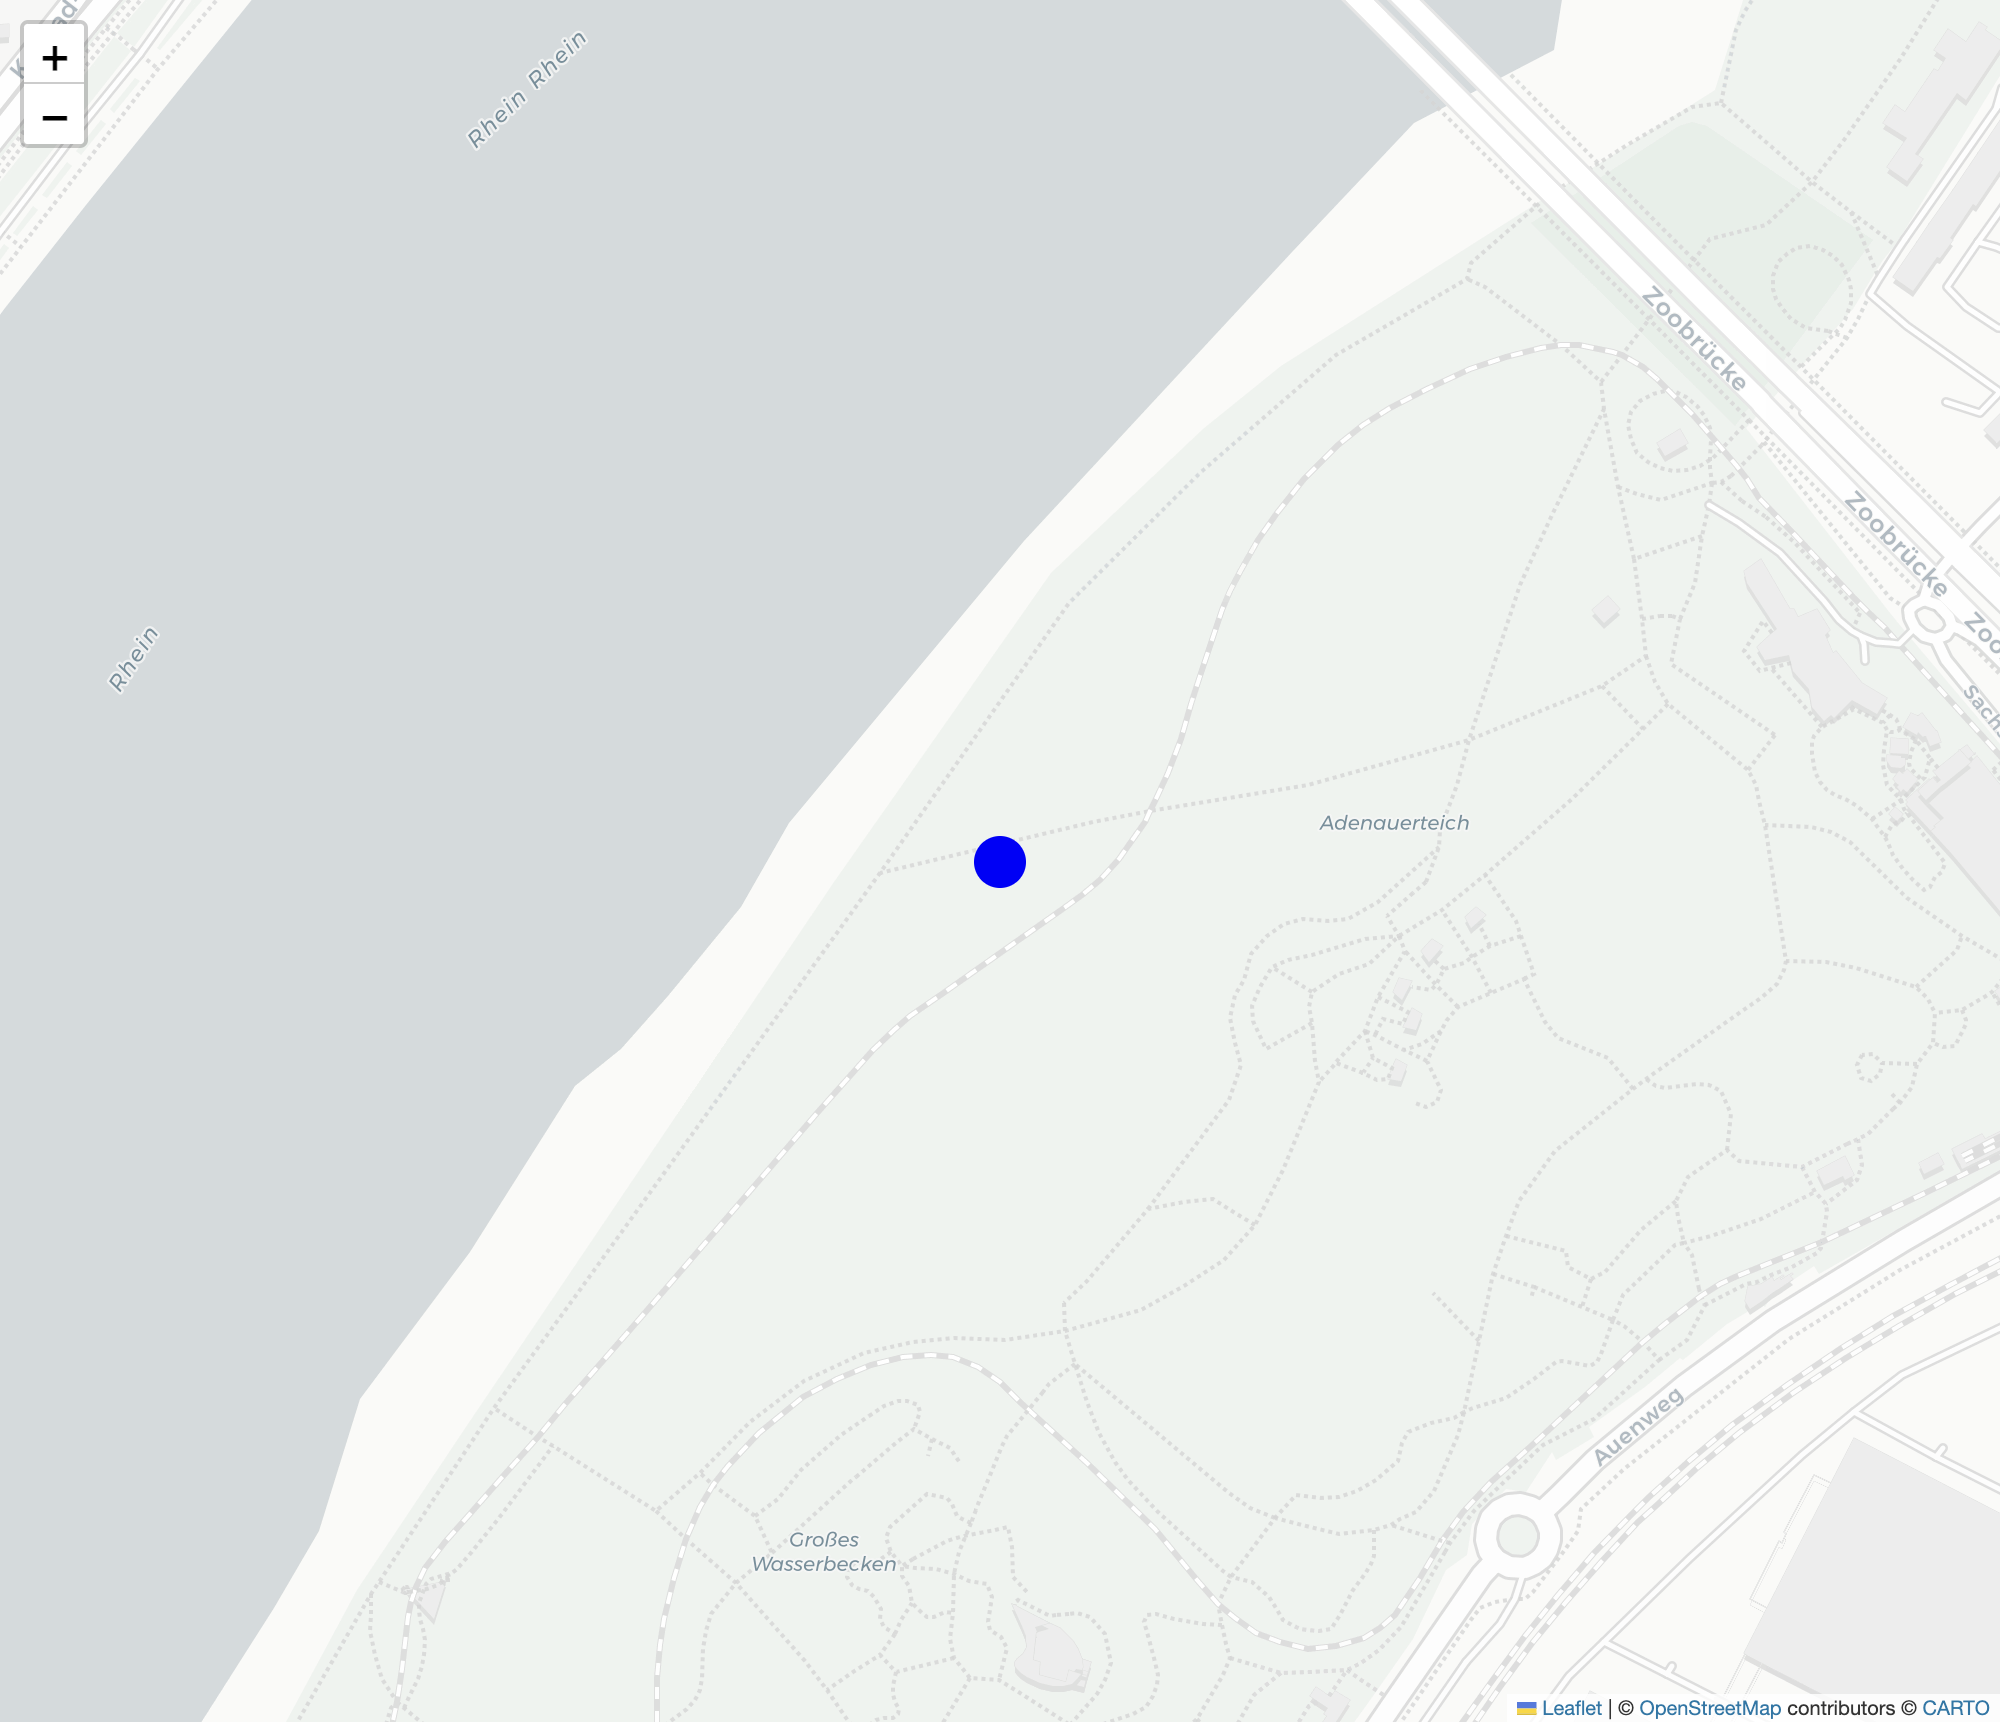 +
−
Rhein Rhein
Rhein
Zoobrücke
Zoobrücke
Adenauerteich
Auenweg
Großes
Wasserbecken
Leaflet | © OpenStreetMap contributors © CARTO